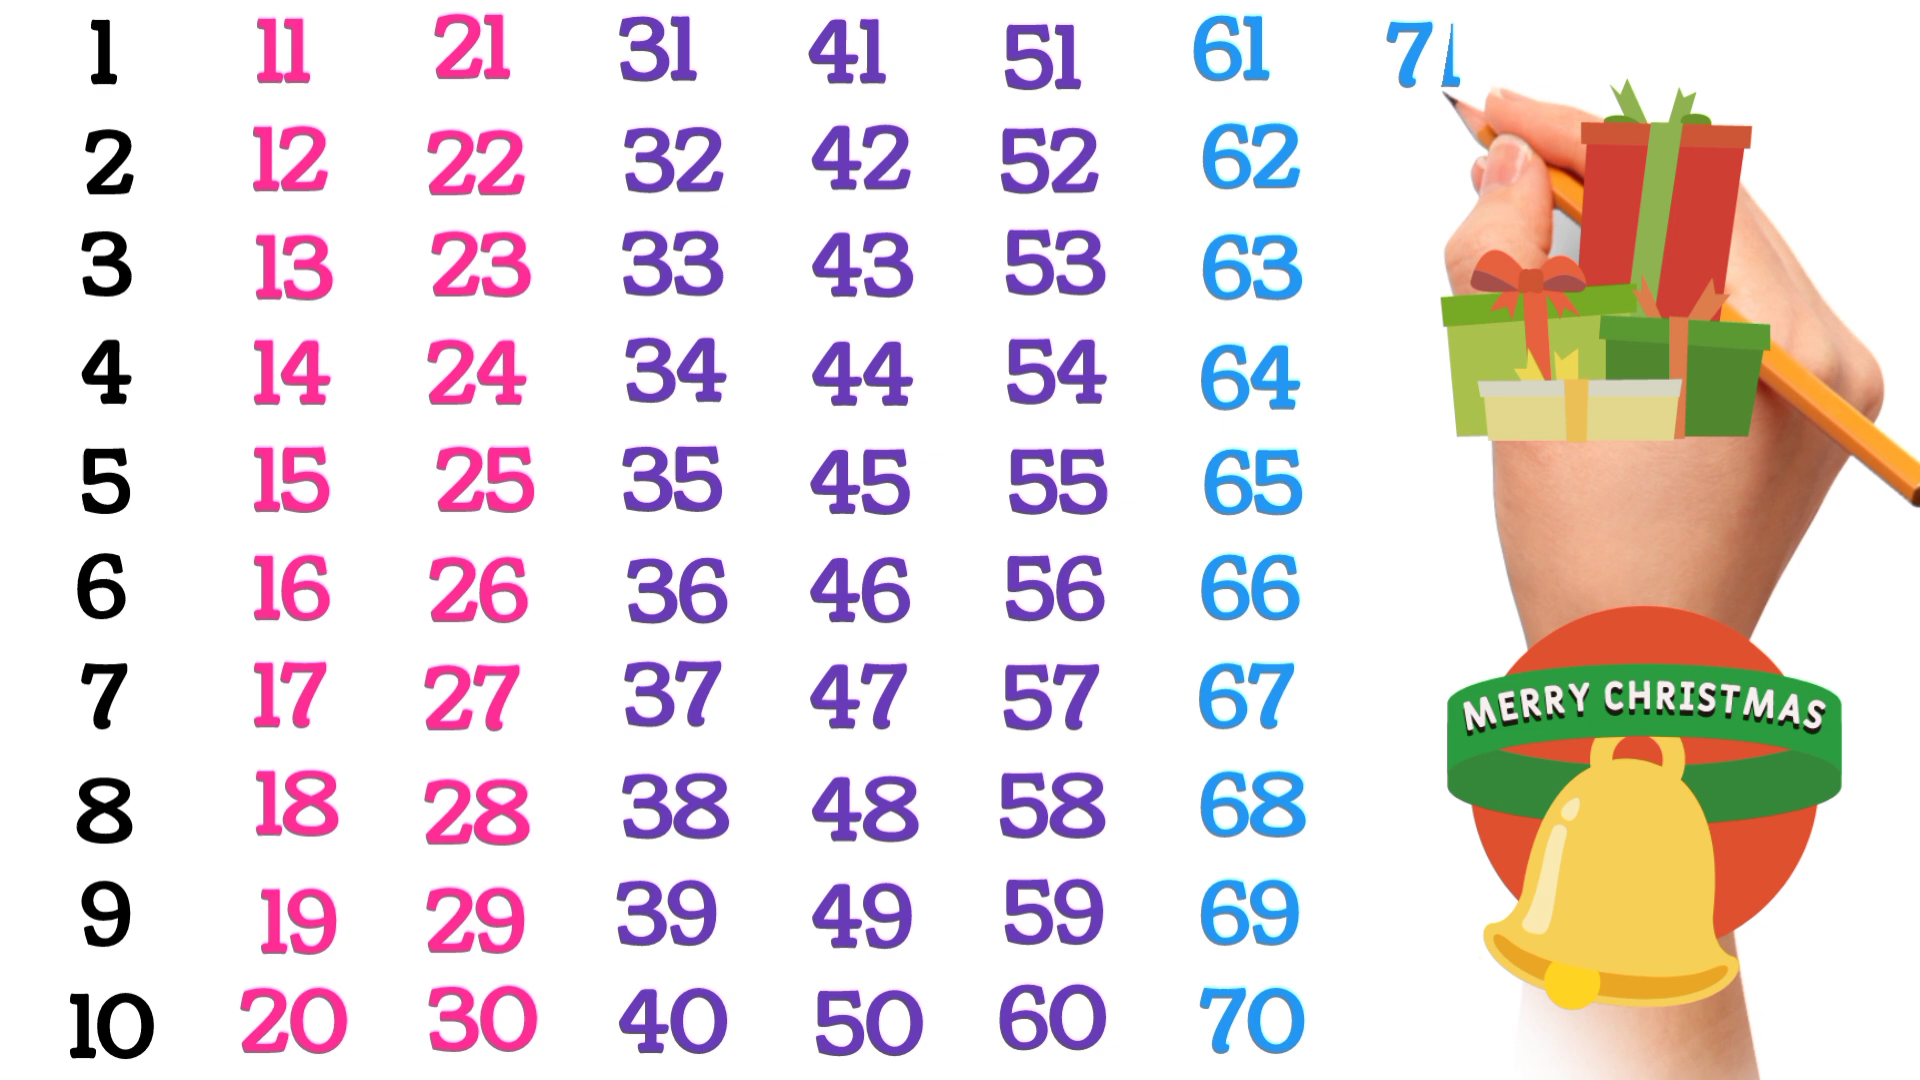 1 11 21 31 41 51 61 71
2 12 22 32 42 52 62
3 13 23 33 43 53 63
4 14 24 34 44 54 64
5 15 25 35 45 55 65
6 16 26 36 46 56 66
7 17 27 37 47 57 67
MERRY CHRISTMAS
8 18 28 38 48 58 68
9 19 29 39 49 59 69
10 20 30 40 50 60 70